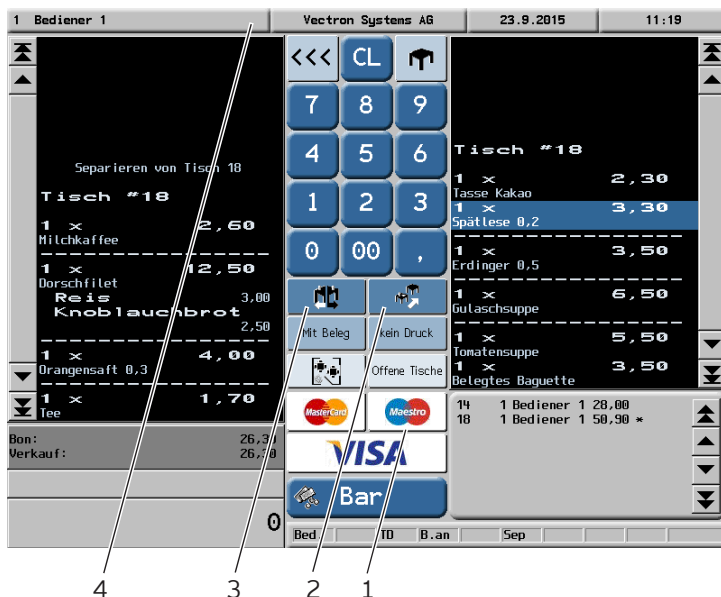 1 Bediener 1
Vectron Systems AG
23.9.2015
11:19
Separieren von Tisch 18
Tisch #18
1 x 2,60
Milchkaffee
1 x 12,50
Dorschfilet
Reis 3,00
Knoblauchbrot
2,50
1 x 4,00
Orangensaft 0,3
1 x 1,70
Tee
Bon: 26,30
Verkauf: 26,30
0
<<< CL
7 8 9
4 5 6
1 2 3
0 00 ,
Mit Beleg
kein Druck
Offene Tische
MasterCard
Maestro
VISA
Bar
Tisch #18
1 x 2,30
Tasse Kakao
1 x 3,30
Spätlese 0,2
1 x 3,50
Erdinger 0,5
1 x 6,50
Gulaschsuppe
1 x 5,50
Tomatensuppe
1 x 3,50
Belegtes Baguette
14 1 Bediener 1 28,00
18 1 Bediener 1 50,90 *
Bed. TD B.an Sep
4 3 2 1